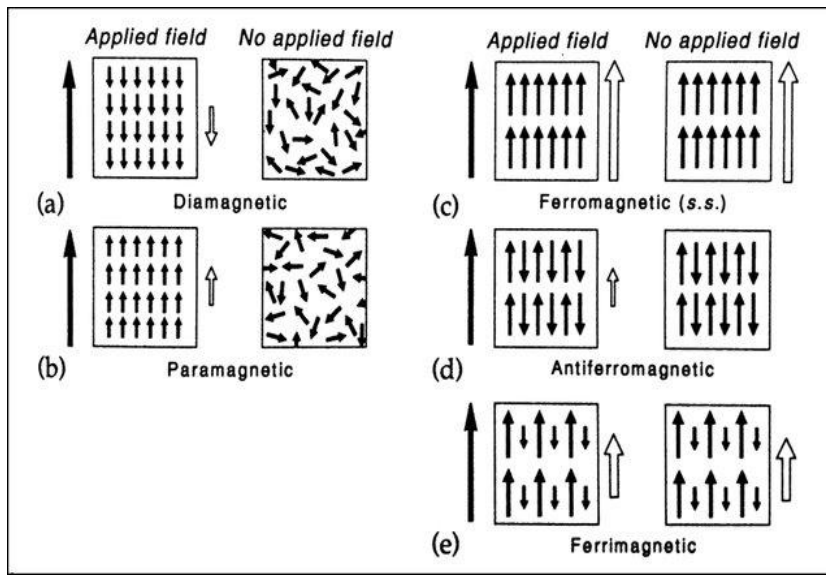 Applied field No applied field
(a)
Diamagnetic
(b)
Paramagnetic
Applied field No applied field
(c)
Ferromagnetic (s.s.)
(d)
Antiferromagnetic
(e)
Ferrimagnetic